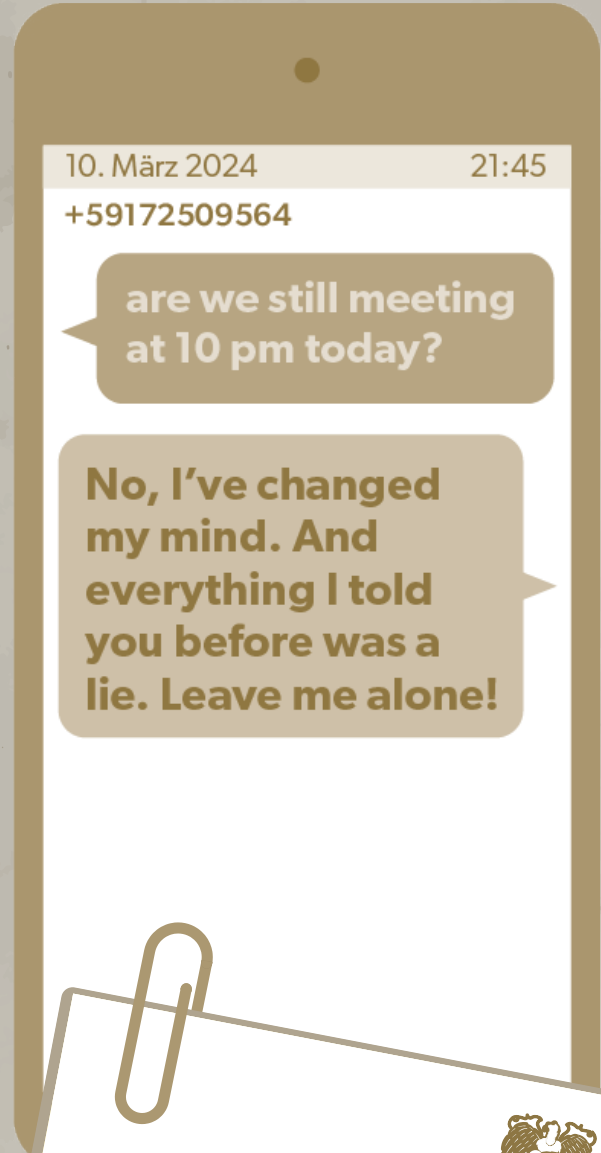 10. März 2024 21:45
+59172509564
are we still meeting
at 10 pm today?
No, I’ve changed
my mind. And
everything I told
you before was a
lie. Leave me alone!